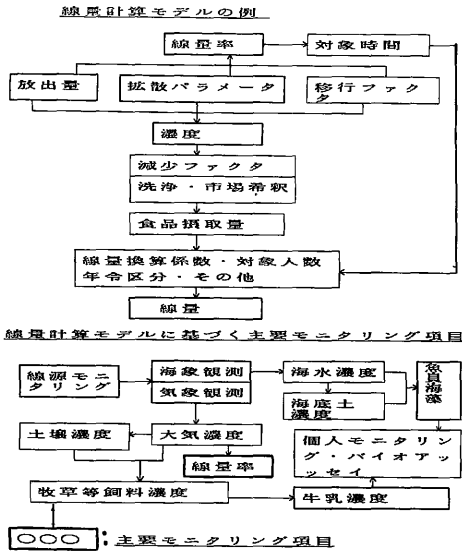 線量計算モデルの例
線量率
対象時間
放出量
拡散パラメータ
移行ファク
タ
濃度
減少ファクタ
洗浄・市場希釈
食品摂取量
線量換算係数・対象人数
年令区分・その他
線量
線量計算モデルに基づく主要モニタリング項目
線源モニ
タリング
海象観測
気象観測
海水濃度
海底土
濃度
魚貝
海藻
土壌濃度
大気濃度
線量率
個人モニタリン
グ・バイオアッ
ッセイ
牧草等飼料濃度
牛乳濃度
○○○:主要モニタリング項目